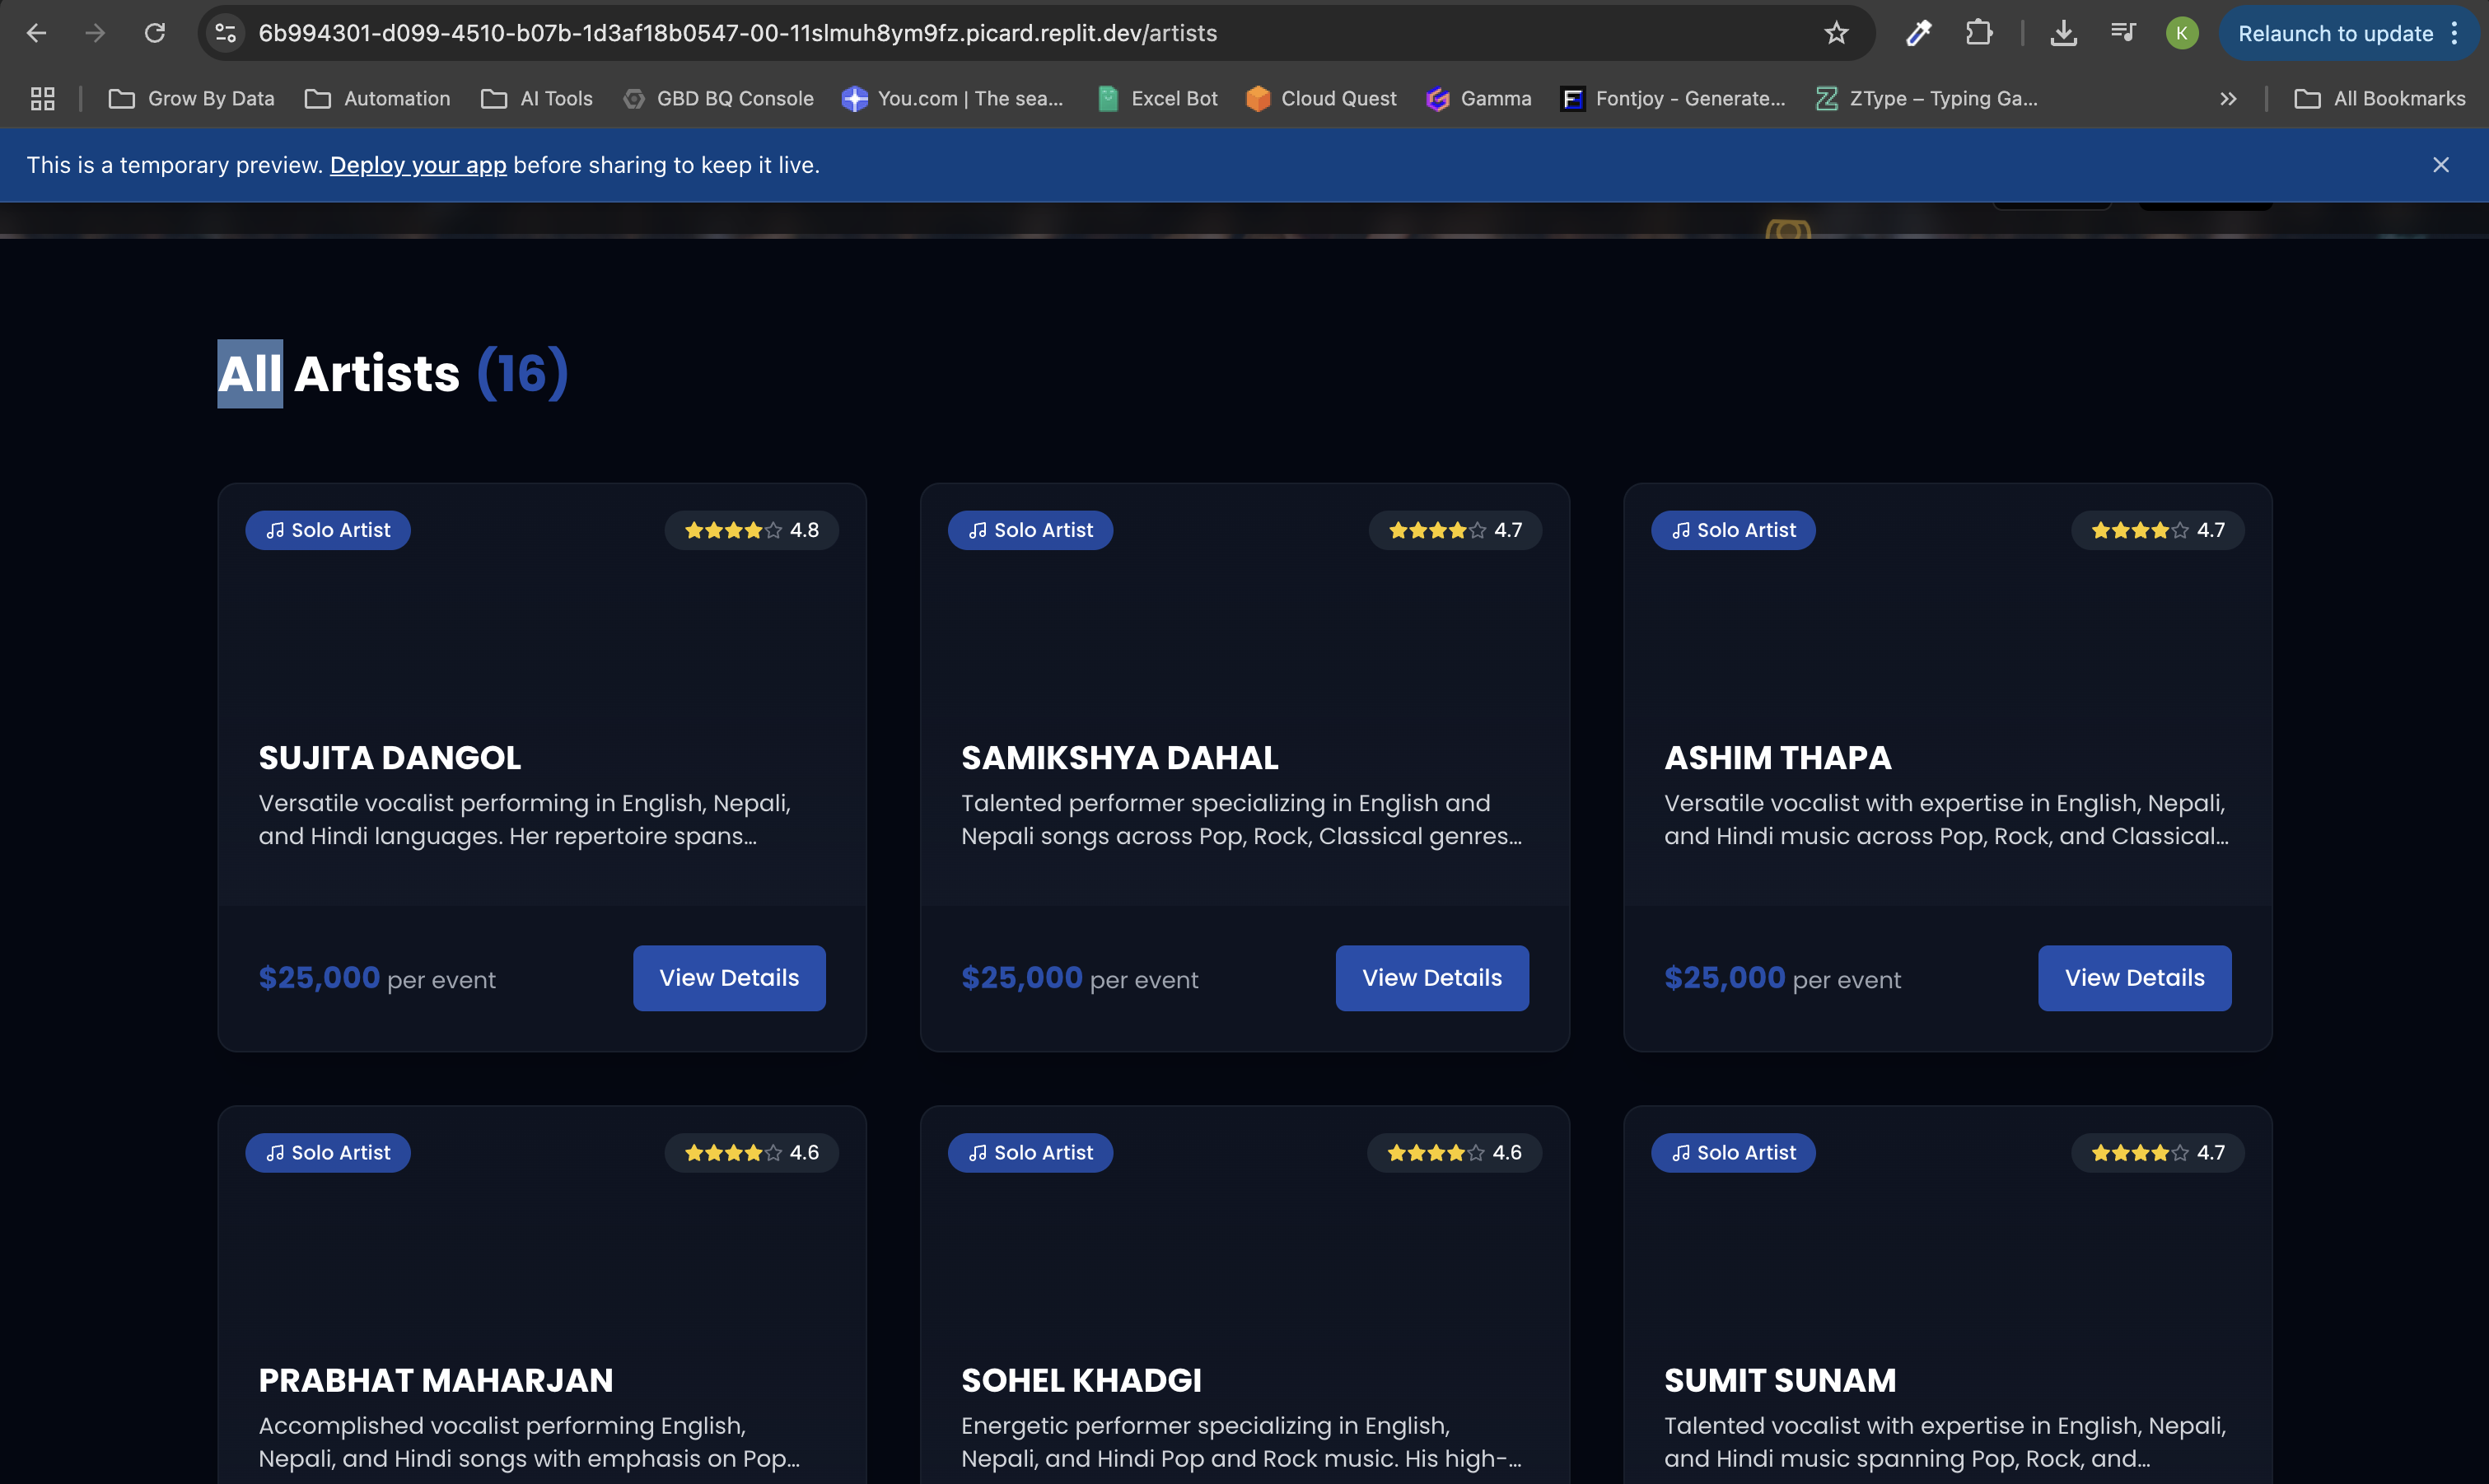 6b994301-d099-4510-b07b-1d3af18b0547-00-11slmuh8ym9fz.picard.replit.dev/artists
K
Relaunch to update
Grow By Data
Automation
AI Tools
GBD BQ Console
You.com | The sea...
Excel Bot
Cloud Quest
Gamma
Fontjoy - Generate...
ZType – Typing Ga...
All Bookmarks
This is a temporary preview. Deploy your app before sharing to keep it live.
All Artists (16)
Solo Artist
4.8
SUJITA DANGOL
Versatile vocalist performing in English, Nepali,
and Hindi languages. Her repertoire spans...
$25,000 per event
View Details
Solo Artist
4.7
SAMIKSHYA DAHAL
Talented performer specializing in English and
Nepali songs across Pop, Rock, Classical genres...
$25,000 per event
View Details
Solo Artist
4.7
ASHIM THAPA
Versatile vocalist with expertise in English, Nepali,
and Hindi music across Pop, Rock, and Classical...
$25,000 per event
View Details
Solo Artist
4.6
PRABHAT MAHARJAN
Accomplished vocalist performing English,
Nepali, and Hindi songs with emphasis on Pop...
Solo Artist
4.6
SOHEL KHADGI
Energetic performer specializing in English,
Nepali, and Hindi Pop and Rock music. His high-...
Solo Artist
4.7
SUMIT SUNAM
Talented vocalist with expertise in English, Nepali,
and Hindi music spanning Pop, Rock, and...